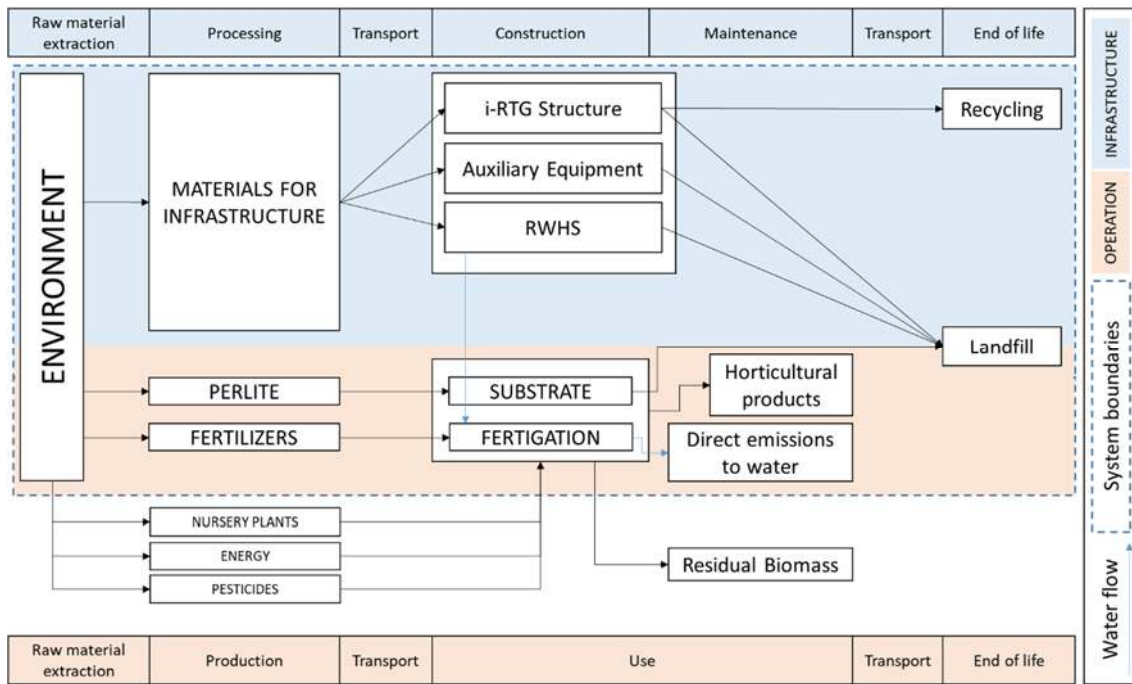 Raw material
extraction
Processing
Transport
Construction
Maintenance
Transport
End of life
ENVIRONMENT
MATERIALS FOR
INFRASTRUCTURE
i-RTG Structure
Auxiliary Equipment
RWHS
Recycling
Landfill
PERLITE
SUBSTRATE
Horticultural
products
FERTILIZERS
FERTIGATION
Direct emissions
to water
NURSERY PLANTS
ENERGY
PESTICIDES
Residual Biomass
Raw material
extraction
Production
Transport
Use
Transport
End of life
INFRASTRUCTURE
OPERATION
System boundaries
Water flow